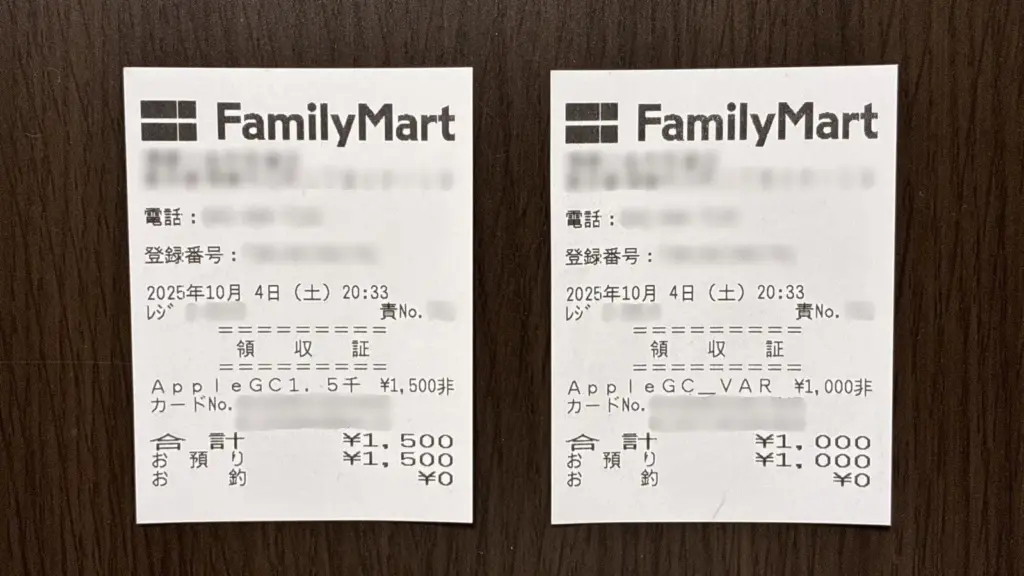 FamilyMart
電話:
登録番号:
2025年10月 4日(土) 20:33
ﾚｼﾞ 責No.
領 収 証
AppleGC1.5千 ¥1,500非
カードNo.
合 計 ¥1,500
お 預 り ¥1,500
お 釣 ¥0
FamilyMart
電話:
登録番号:
2025年10月 4日(土) 20:33
ﾚｼﾞ 責No.
領 収 証
AppleGC_VAR ¥1,000非
カードNo.
合 計 ¥1,000
お 預 り ¥1,000
お 釣 ¥0